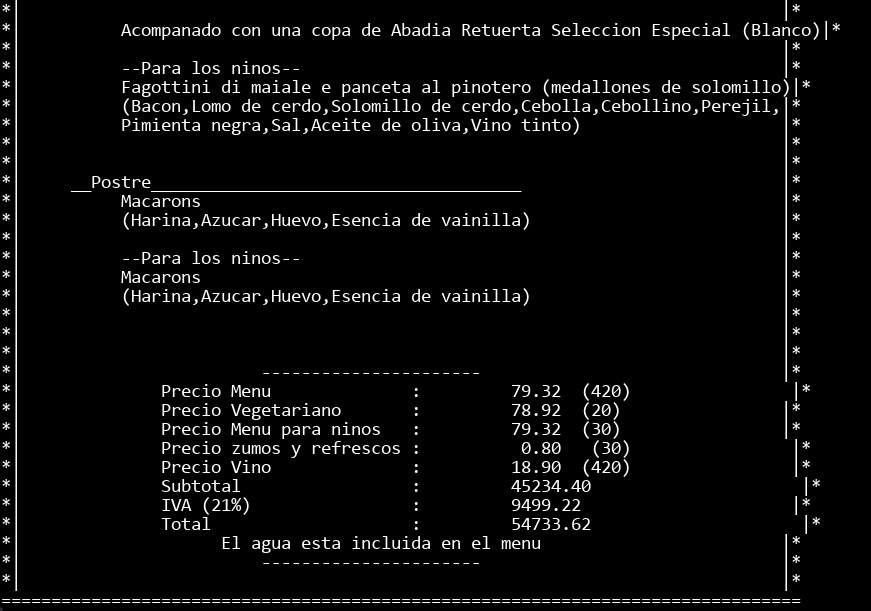 *|                                                                            |*
*|          Acompanado con una copa de Abadia Retuerta Seleccion Especial (Blanco)|*
*|                                                                            |*
*|          --Para los ninos--                                                |*
*|          Fagottini di maiale e panceta al pinotero (medallones de solomillo)|*
*|          (Bacon,Lomo de cerdo,Solomillo de cerdo,Cebolla,Cebollino,Perejil, |*
*|          Pimienta negra,Sal,Aceite de oliva,Vino tinto)                    |*
*|                                                                            |*
*|                                                                            |*
*|     __Postre_____________________________________                          |*
*|          Macarons                                                          |*
*|          (Harina,Azucar,Huevo,Esencia de vainilla)                         |*
*|                                                                            |*
*|          --Para los ninos--                                                |*
*|          Macarons                                                          |*
*|          (Harina,Azucar,Huevo,Esencia de vainilla)                         |*
*|                                                                            |*
*|                                                                            |*
*|                                                                            |*
*|                        ----------------------                              |*
*|              Precio Menu              :         79.32  (420)                |*
*|              Precio Vegetariano       :         78.92  (20)                |*
*|              Precio Menu para ninos   :         79.32  (30)                |*
*|              Precio zumos y refrescos :          0.80   (30)                |*
*|              Precio Vino              :         18.90  (420)                |*
*|              Subtotal                 :         45234.40                     |*
*|              IVA (21%)                :         9499.22                     |*
*|              Total                    :         54733.62                     |*
*|                    El agua esta incluida en el menu                        |*
*|                        ----------------------                              |*
*|                                                                            |*
================================================================================